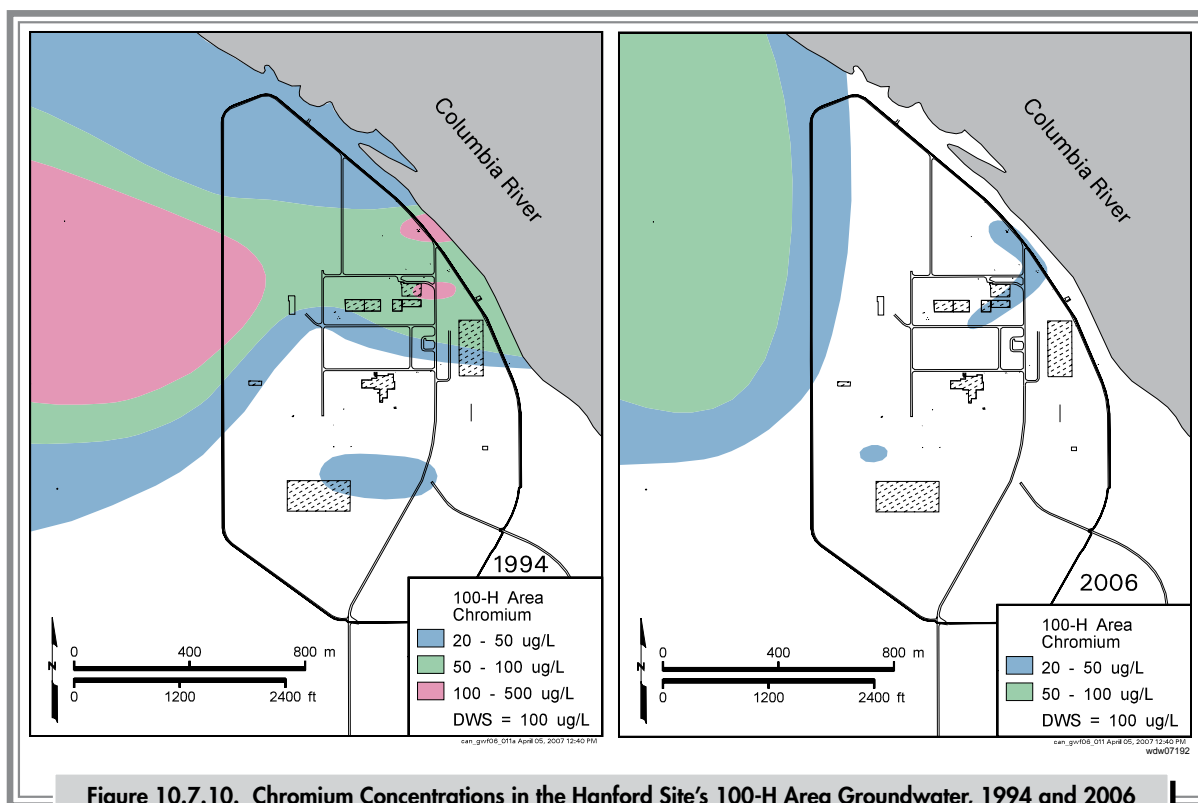 Columbia River
1994
100-H Area
Chromium
20 - 50 ug/L
50 - 100 ug/L
100 - 500 ug/L
DWS = 100 ug/L
N
0 400 800 m
0 1200 2400 ft
can_gwf06_011a April 05, 2007 12:40 PM
Columbia River
2006
100-H Area
Chromium
20 - 50 ug/L
50 - 100 ug/L
DWS = 100 ug/L
N
0 400 800 m
0 1200 2400 ft
can_gwf06_011 April 05, 2007 12:40 PM
wdw07192
Figure 10.7.10. Chromium Concentrations in the Hanford Site's 100-H Area Groundwater, 1994 and 2006